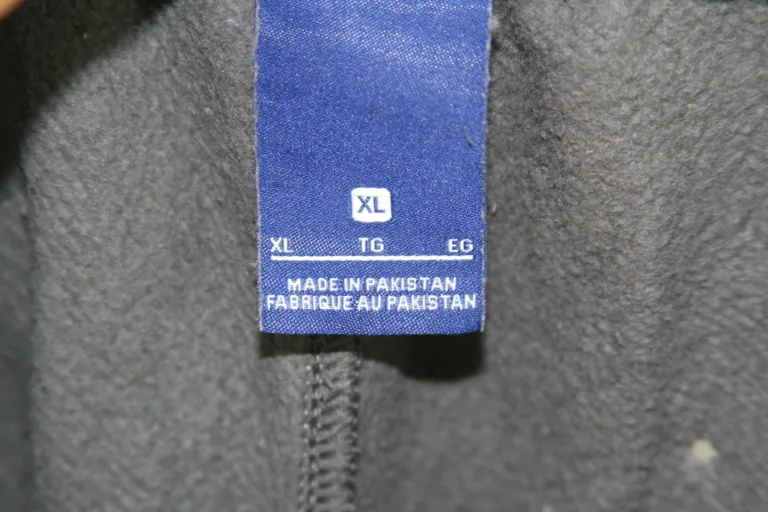 XL
XL TG EG
MADE IN PAKISTAN
FABRIQUE AU PAKISTAN